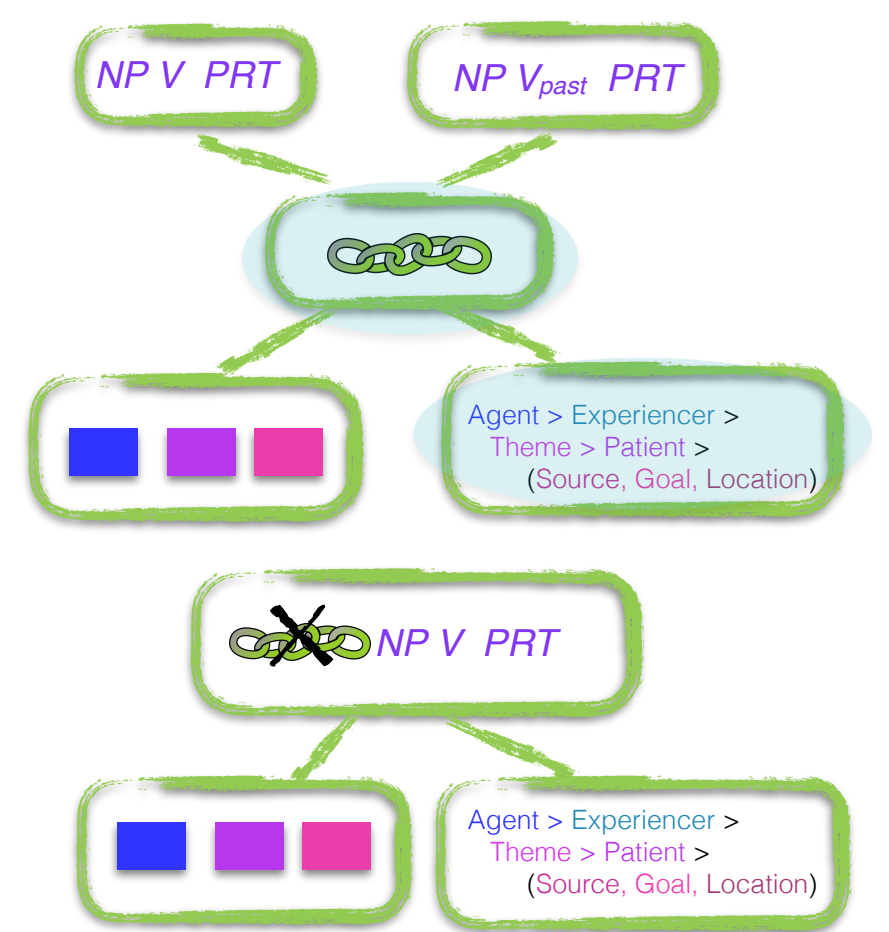 NP V PRT
NP Vpast PRT
Agent > Experiencer >
Theme > Patient >
(Source, Goal, Location)
NP V PRT
Agent > Experiencer >
Theme > Patient >
(Source, Goal, Location)